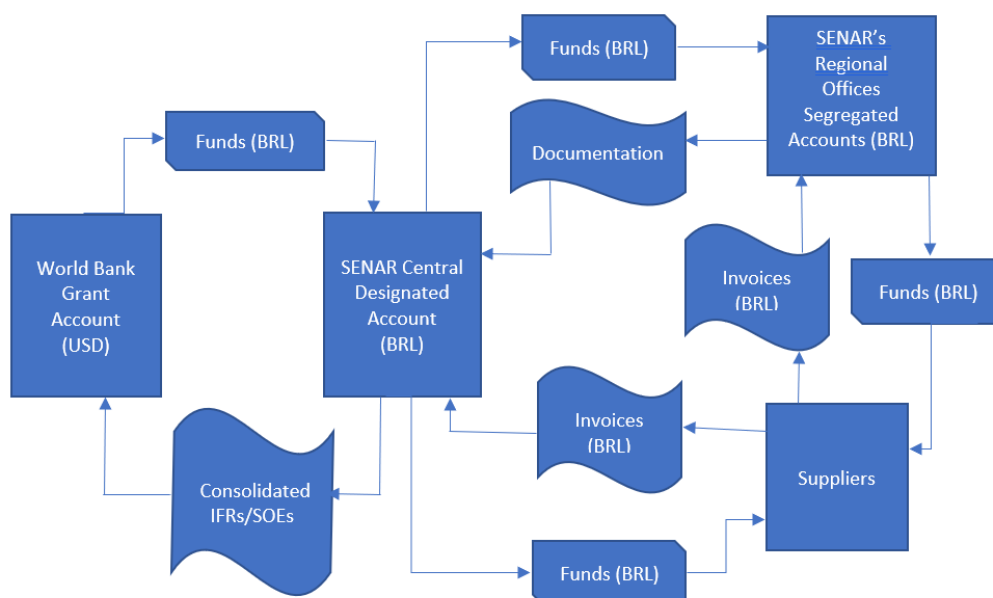 Funds (BRL)
SENAR's
Regional
Offices
Segregated
Accounts (BRL)
Funds (BRL)
Documentation
World Bank
Grant
Account
(USD)
SENAR Central
Designated
Account
(BRL)
Invoices
(BRL)
Funds (BRL)
Invoices
(BRL)
Suppliers
Consolidated
IFRs/SOEs
Funds (BRL)